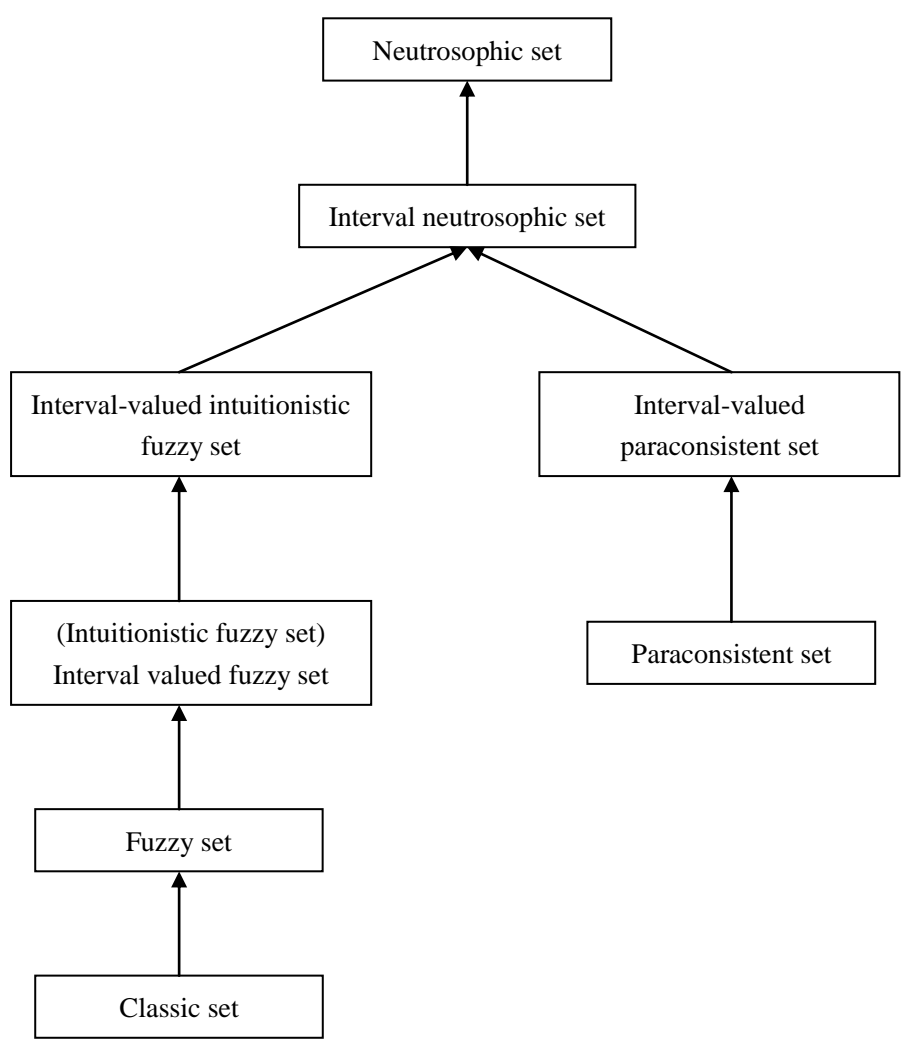 Neutrosophic set
Interval neutrosophic set
Interval-valued intuitionistic
fuzzy set
Interval-valued
paraconsistent set
(Intuitionistic fuzzy set)
Interval valued fuzzy set
Paraconsistent set
Fuzzy set
Classic set